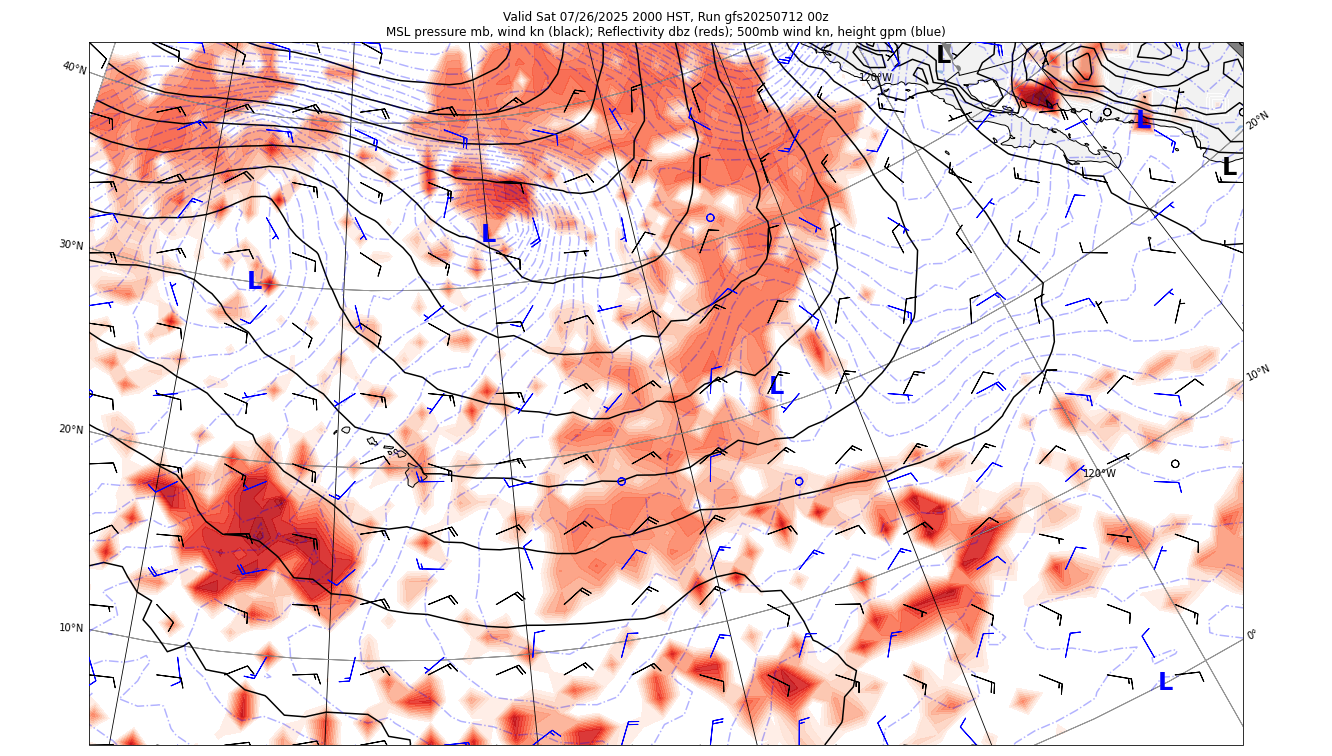 Valid Sat 07/26/2025 2000 HST, Run gfs20250712 00z
MSL pressure mb, wind kn (black); Reflectivity dbz (reds); 500mb wind kn, height gpm (blue)
L
40°N
120°W
L
20°N
L
L
30°N
L
10°N
L
20°N
120°W
10°N
0°
L